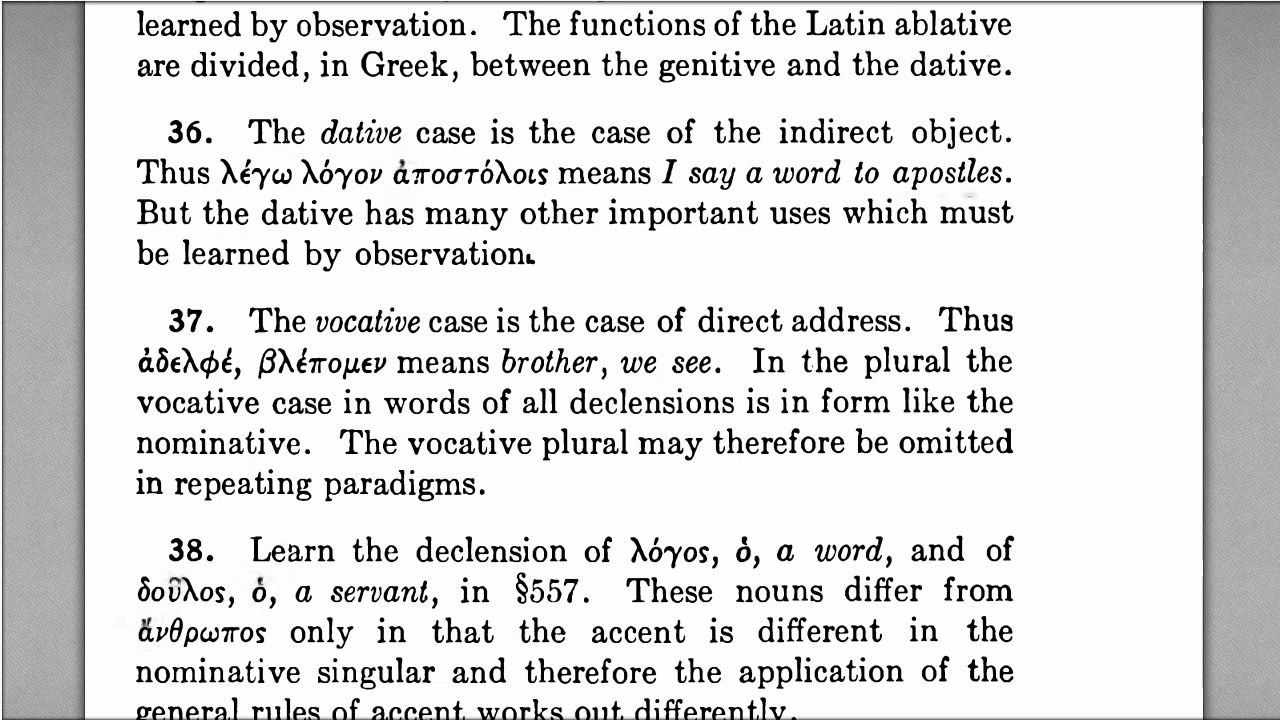 learned by observation. The functions of the Latin ablative
are divided, in Greek, between the genitive and the dative.
36. The dative case is the case of the indirect object.
Thus λέγω λόγον ἀποστόλοις means I say a word to apostles.
But the dative has many other important uses which must
be learned by observation.
37. The vocative case is the case of direct address. Thus
ἀδελφέ, βλέπομεν means brother, we see. In the plural the
vocative case in words of all declensions is in form like the
nominative. The vocative plural may therefore be omitted
in repeating paradigms.
38. Learn the declension of λόγος, ὁ, a word, and of
δοῦλος, ὁ, a servant, in §557. These nouns differ from
ἄνθρωπος only in that the accent is different in the
nominative singular and therefore the application of the
general rules of accent works out differently.